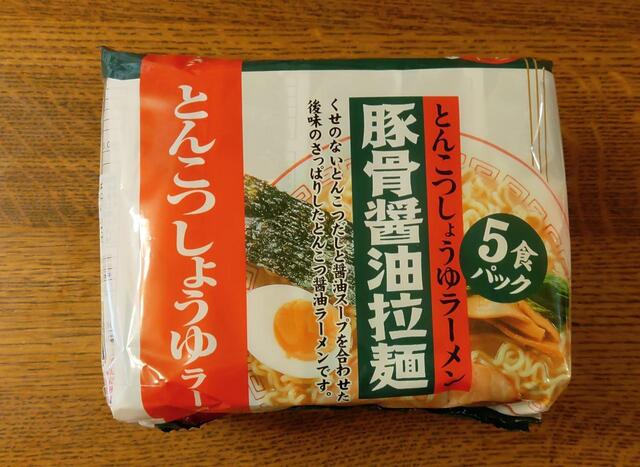 とんこつしょうゆラーメン
豚骨醤油拉麺
5食
パック
くせのないとんこつだしと醤油スープを合わせた
後味のさっぱりしたとんこつ醤油ラーメンです。
とんこつしょうゆラー